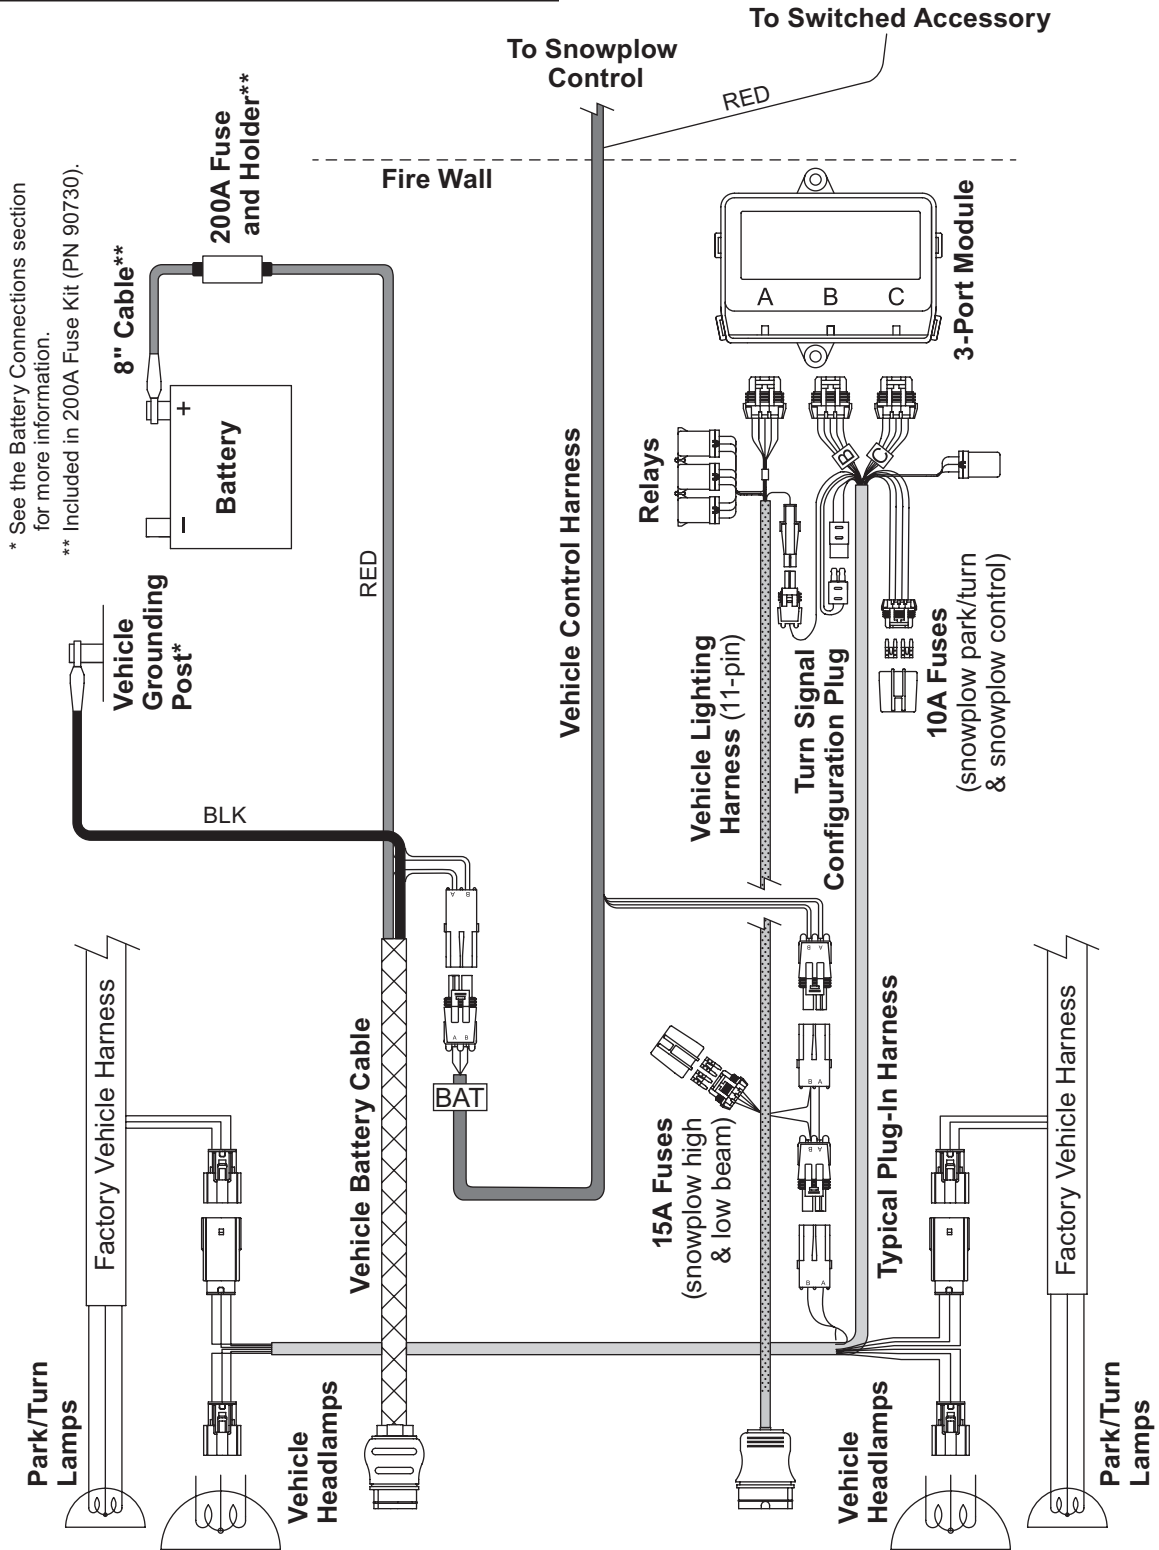 To Switched Accessory
To Snowplow
Control
RED
Fire Wall
* See the Battery Connections section
for more information.
** Included in 200A Fuse Kit (PN 90730).
8" Cable**
200A Fuse
and Holder**
+
−
Battery
Vehicle
Grounding
Post*
RED
BLK
Vehicle Control Harness
A B C
3-Port Module
Relays
B
C
Vehicle Lighting
Harness (11-pin)
Turn Signal
Configuration Plug
10A Fuses
(snowplow park/turn
& snowplow control)
A B
A B
BAT
B A
B A
B A
B A
Factory Vehicle Harness
Vehicle Battery Cable
15A Fuses
(snowplow high
& low beam)
Typical Plug-In Harness
Factory Vehicle Harness
Park/Turn
Lamps
Vehicle
Headlamps
Vehicle
Headlamps
Park/Turn
Lamps